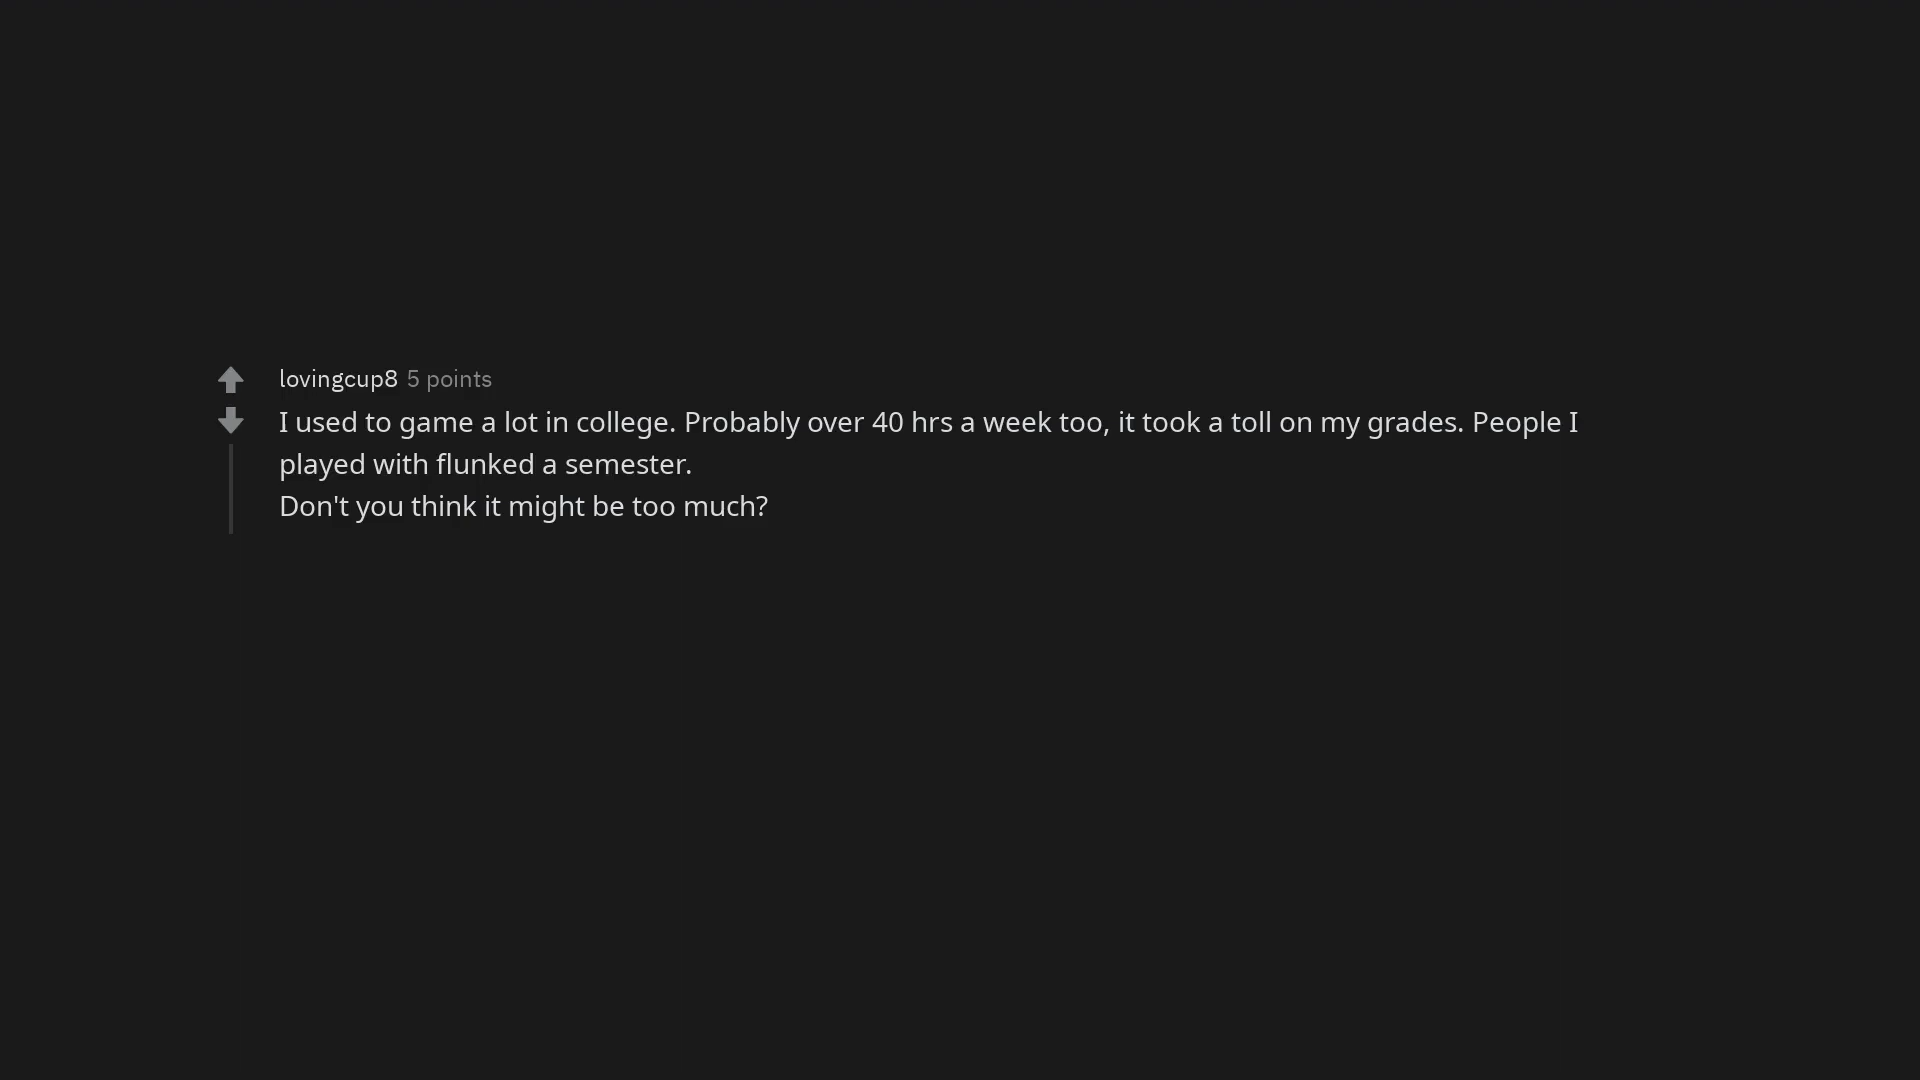 lovingcup8 5 points
I used to game a lot in college. Probably over 40 hrs a week too, it took a toll on my grades. People I
played with flunked a semester.
Don't you think it might be too much?